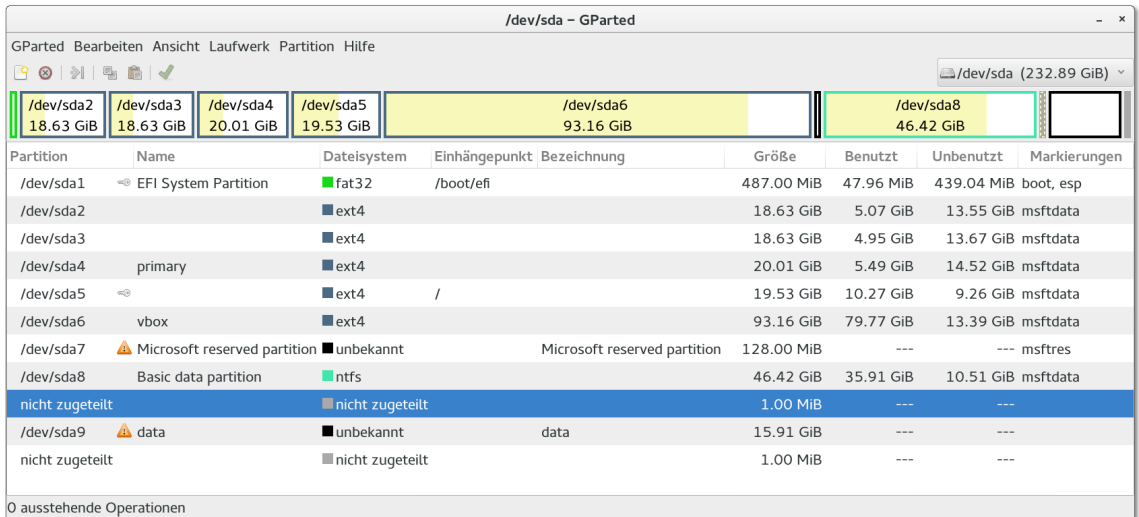 /dev/sda – GParted
GParted Bearbeiten Ansicht Laufwerk Partition Hilfe
/dev/sda (232.89 GiB)
/dev/sda2 /dev/sda3 /dev/sda4 /dev/sda5 /dev/sda6 /dev/sda8
18.63 GiB 18.63 GiB 20.01 GiB 19.53 GiB 93.16 GiB 46.42 GiB
Partition Name Dateisystem Einhängepunkt Bezeichnung Größe Benutzt Unbenutzt Markierungen
/dev/sda1 EFI System Partition fat32 /boot/efi 487.00 MiB 47.96 MiB 439.04 MiB boot, esp
/dev/sda2 ext4 18.63 GiB 5.07 GiB 13.55 GiB msftdata
/dev/sda3 ext4 18.63 GiB 4.95 GiB 13.67 GiB msftdata
/dev/sda4 primary ext4 20.01 GiB 5.49 GiB 14.52 GiB msftdata
/dev/sda5 ext4 / 19.53 GiB 10.27 GiB 9.26 GiB msftdata
/dev/sda6 vbox ext4 93.16 GiB 79.77 GiB 13.39 GiB msftdata
/dev/sda7 Microsoft reserved partition unbekannt Microsoft reserved partition 128.00 MiB --- --- msftres
/dev/sda8 Basic data partition ntfs 46.42 GiB 35.91 GiB 10.51 GiB msftdata
nicht zugeteilt nicht zugeteilt 1.00 MiB --- ---
/dev/sda9 data unbekannt data 15.91 GiB --- ---
nicht zugeteilt nicht zugeteilt 1.00 MiB --- ---
0 ausstehende Operationen